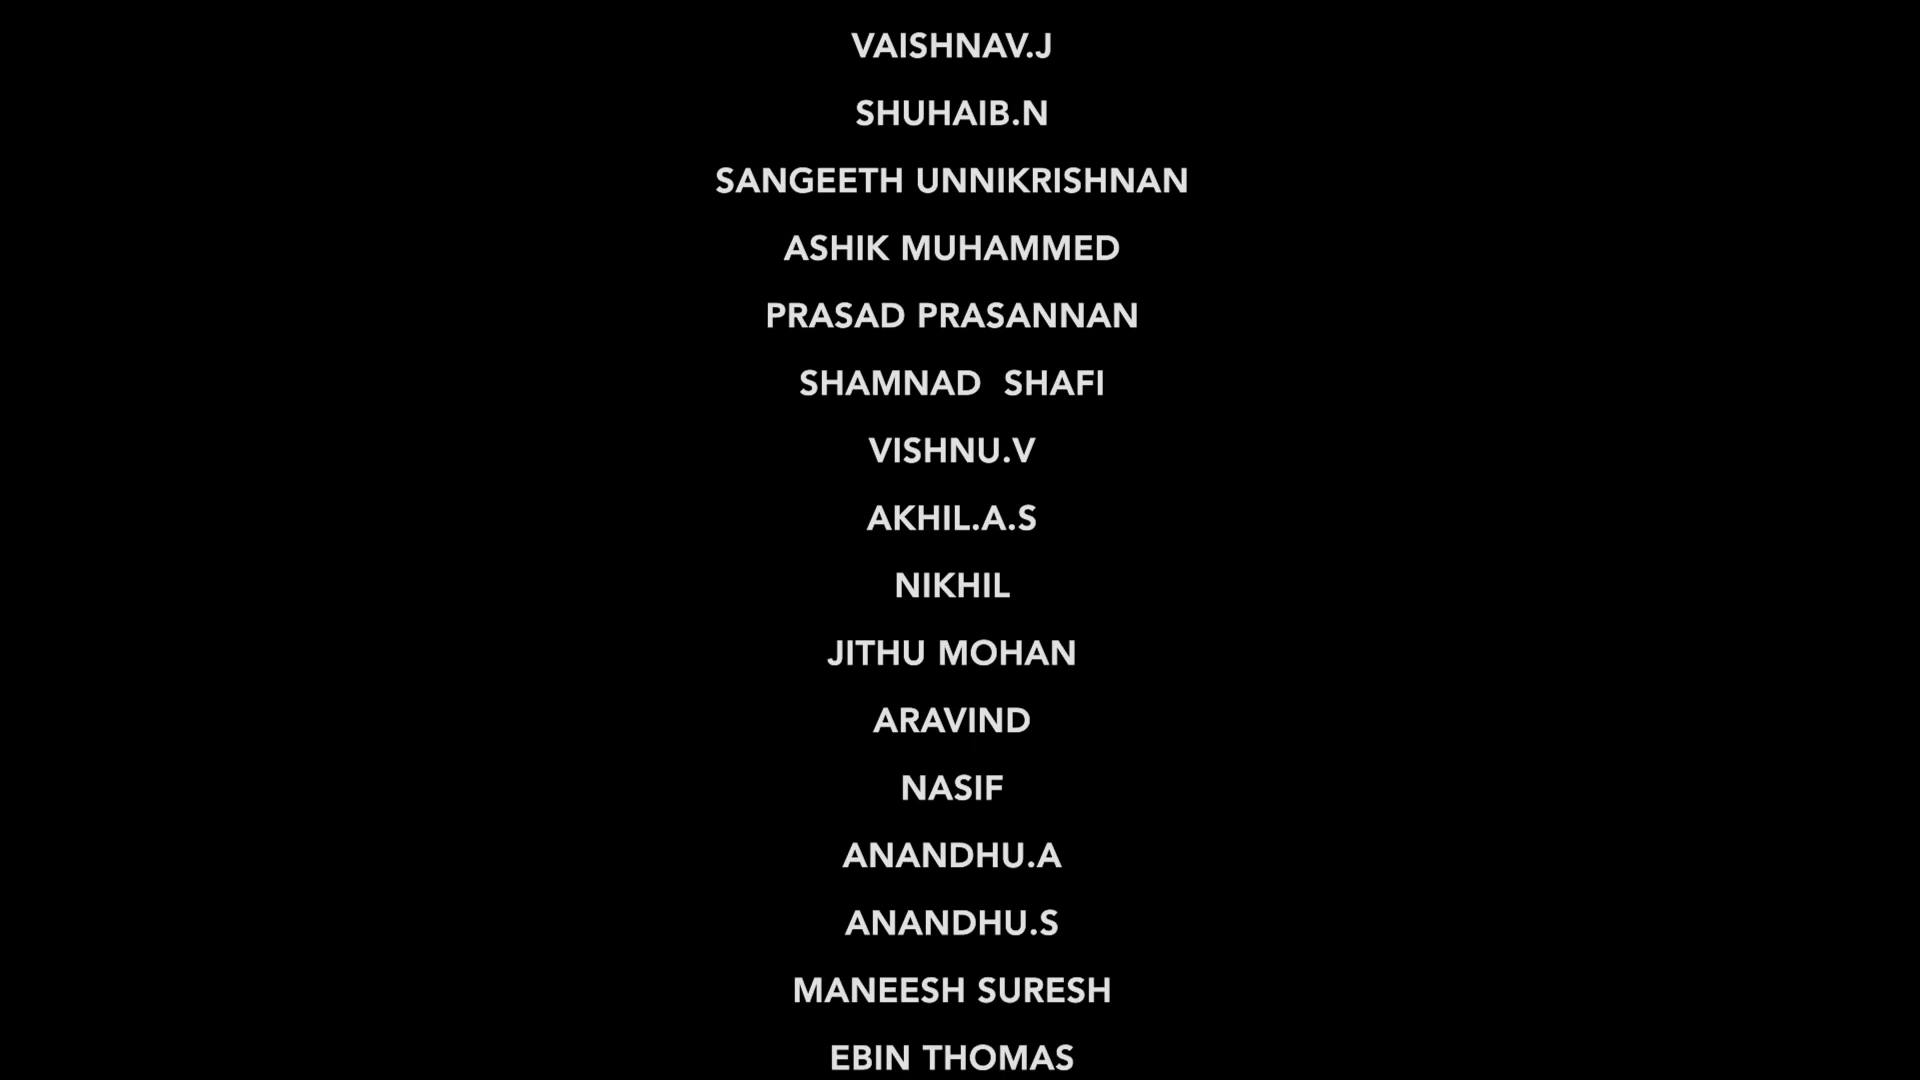 VAISHNAV.J
SHUHAIB.N
SANGEETH UNNIKRISHNAN
ASHIK MUHAMMED
PRASAD PRASANNAN
SHAMNAD  SHAFI
VISHNU.V
AKHIL.A.S
NIKHIL
JITHU MOHAN
ARAVIND
NASIF
ANANDHU.A
ANANDHU.S
MANEESH SURESH
EBIN THOMAS